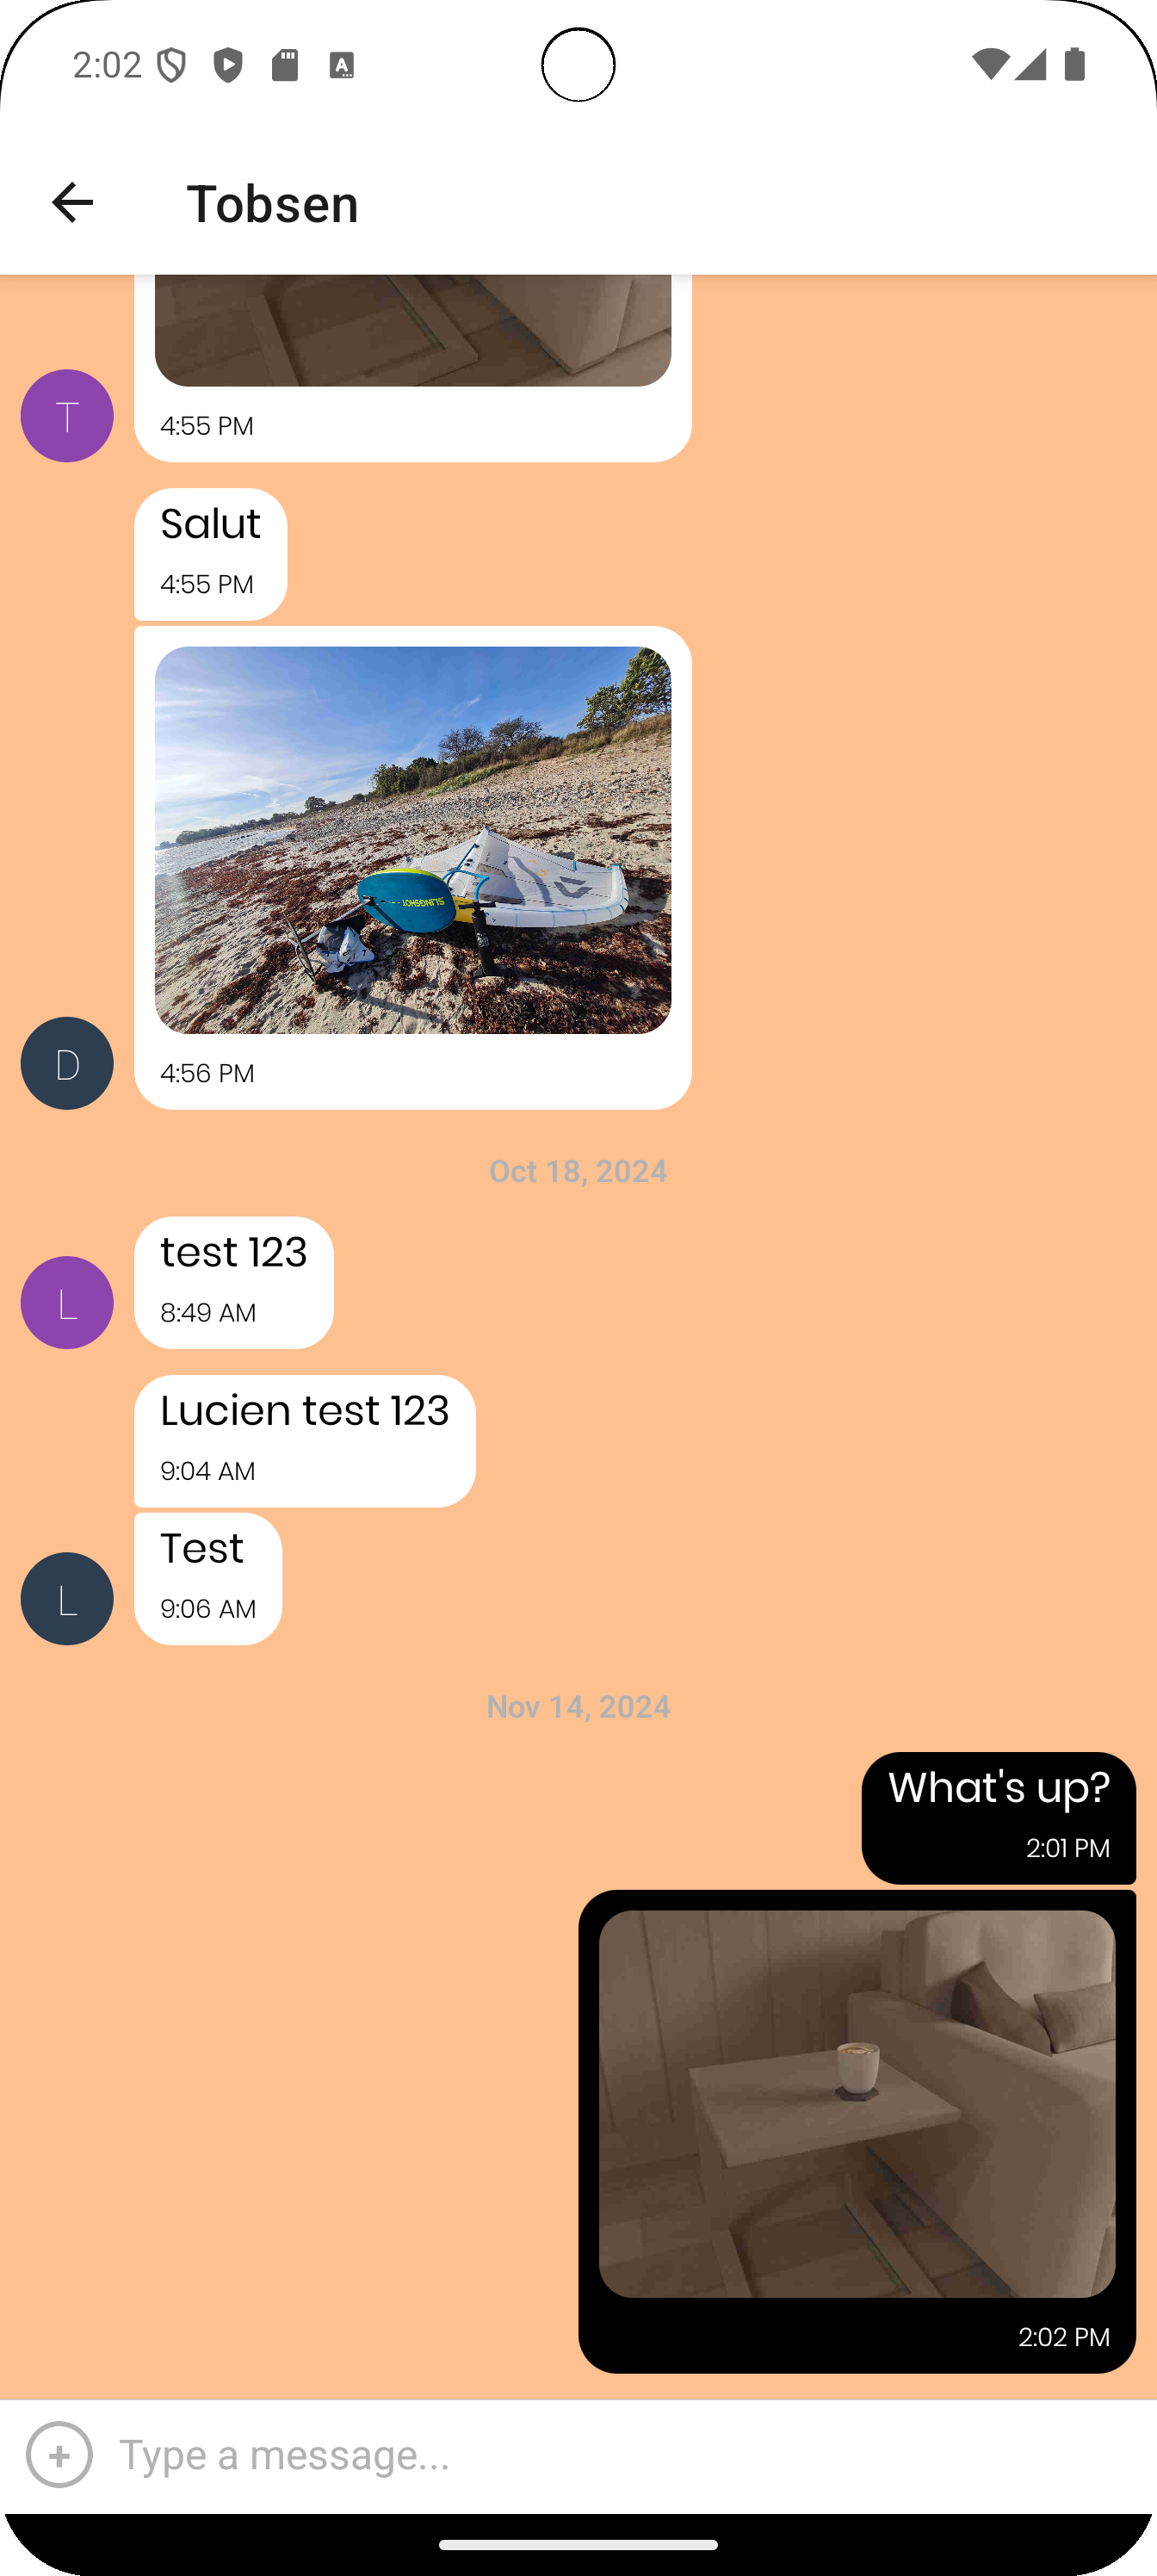 2:02
A
Tobsen
T
4:55 PM
Salut
4:55 PM
SLINGSHOT
D
4:56 PM
Oct 18, 2024
test 123
L
8:49 AM
Lucien test 123
9:04 AM
Test
L
9:06 AM
Nov 14, 2024
What's up?
2:01 PM
2:02 PM
+ Type a message...